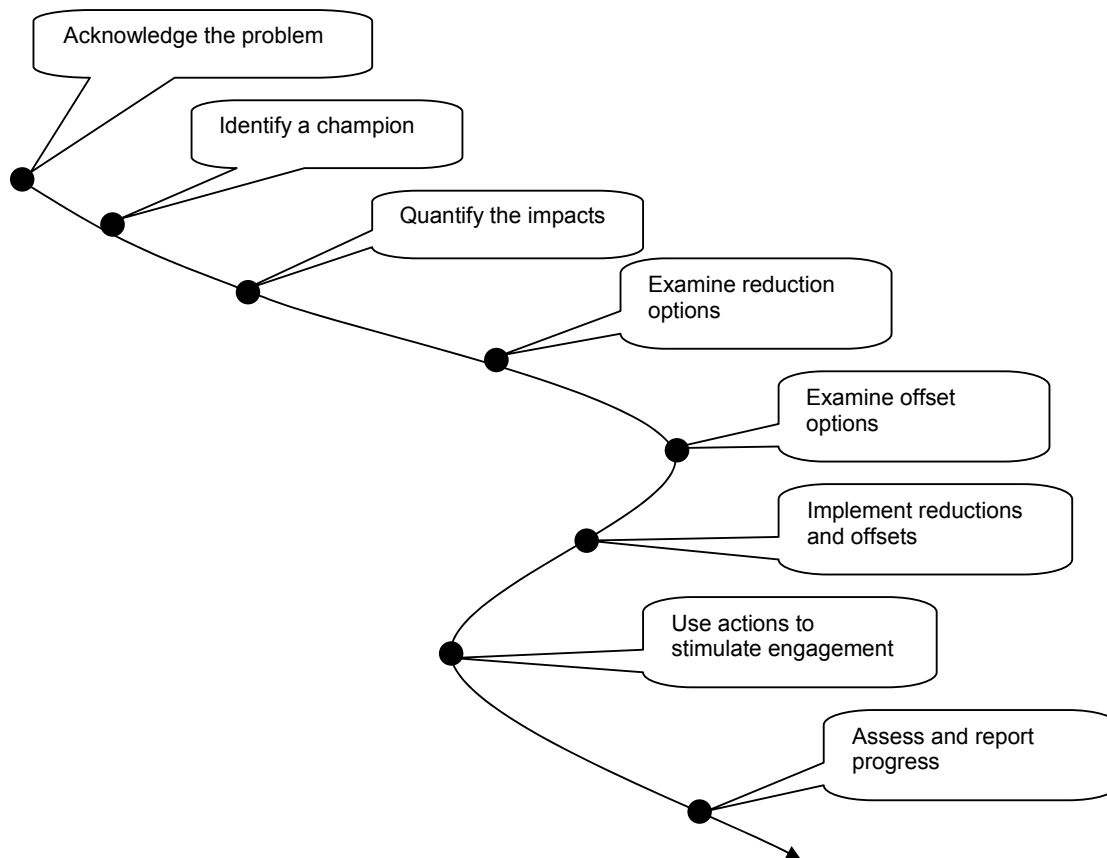 Acknowledge the problem
Identify a champion
Quantify the impacts
Examine reduction
options
Examine offset
options
Implement reductions
and offsets
Use actions to
stimulate engagement
Assess and report
progress